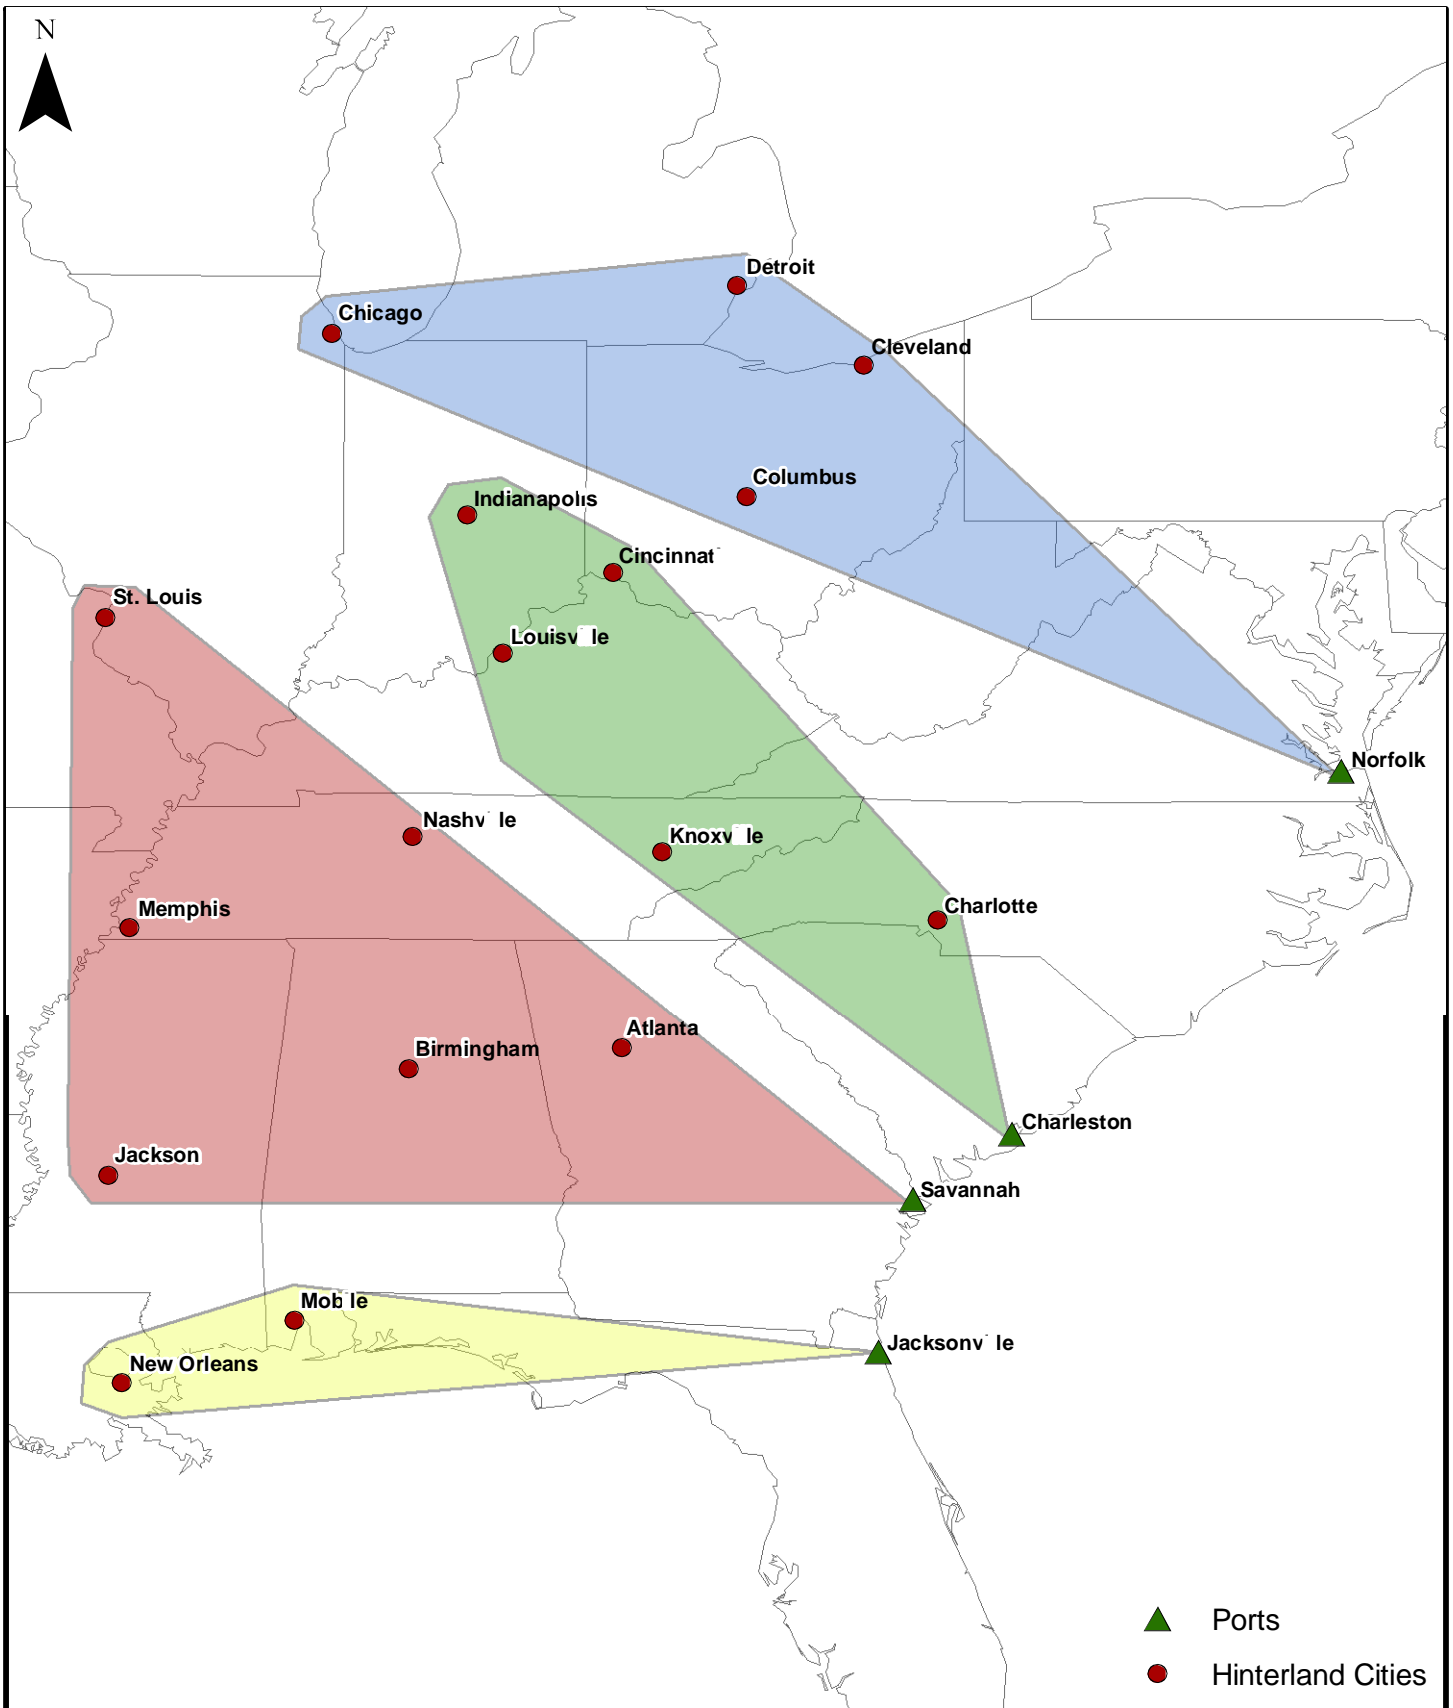 N
Detroit
Chicago
Cleveland
Columbus
Indianapolis
Cincinnat
St. Louis
Louisv le
Norfolk
Nashv le
Knoxv le
Memphis
Charlotte
Atlanta
Birmingham
Charleston
Jackson
Savannah
Mob le
Jacksonv le
New Orleans
Ports
Hinterland Cities